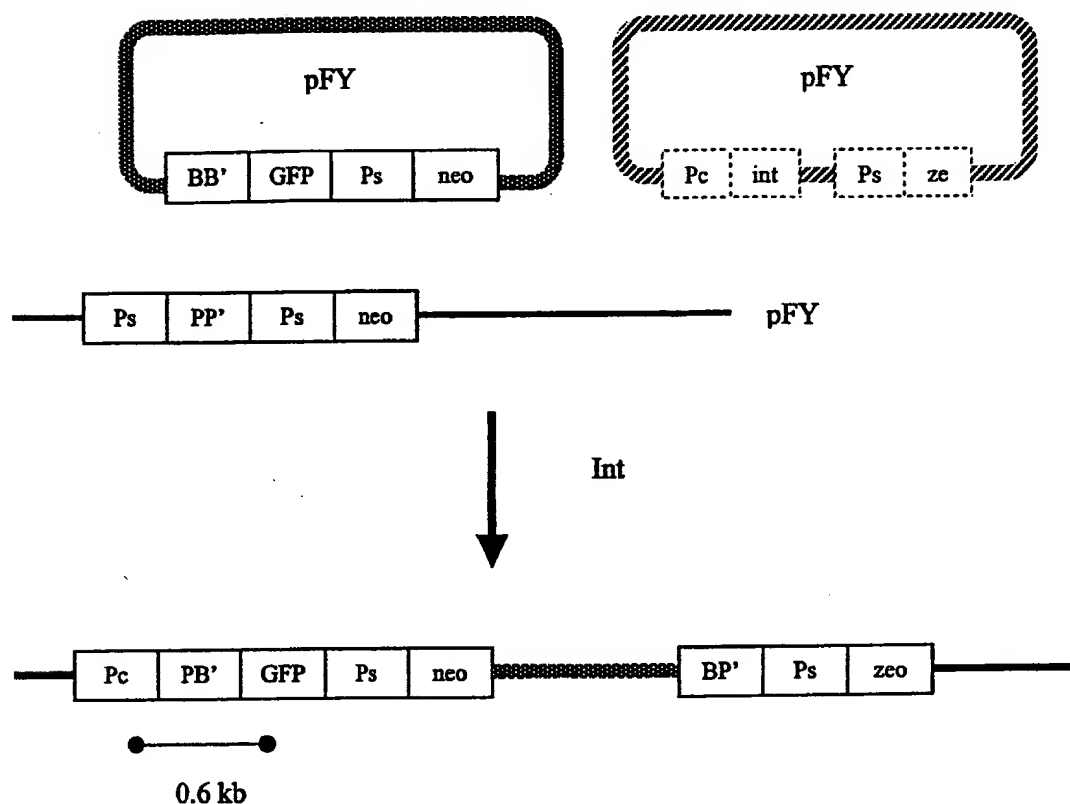 pFY
pFY
BB' GFP Ps neo
Pc int Ps ze
Ps PP' Ps neo
pFY
Int
Pc PB' GFP Ps neo BP' Ps zeo
0.6 kb